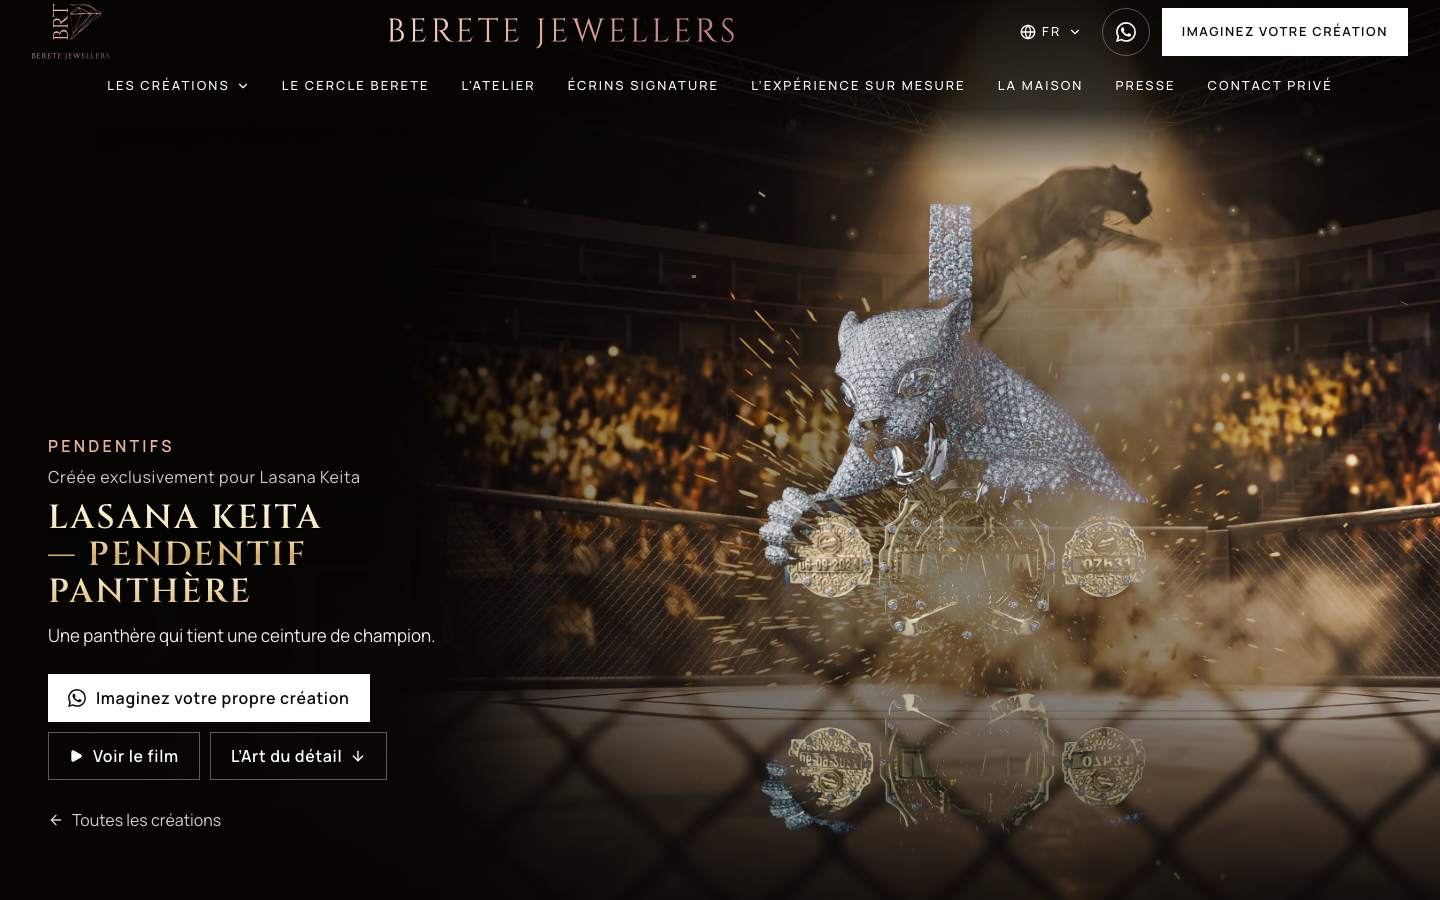 BRT
BERETE JEWELLERS
BERETE JEWELLERS
FR
IMAGINEZ VOTRE CRÉATION
LES CRÉATIONS
LE CERCLE BERETE
L'ATELIER
ÉCRINS SIGNATURE
L'EXPÉRIENCE SUR MESURE
LA MAISON
PRESSE
CONTACT PRIVÉ
PENDENTIFS
Créée exclusivement pour Lasana Keita
LASANA KEITA
— PENDENTIF
PANTHÈRE
Une panthère qui tient une ceinture de champion.
Imaginez votre propre création
Voir le film
L'Art du détail ↓
← Toutes les créations
07h31